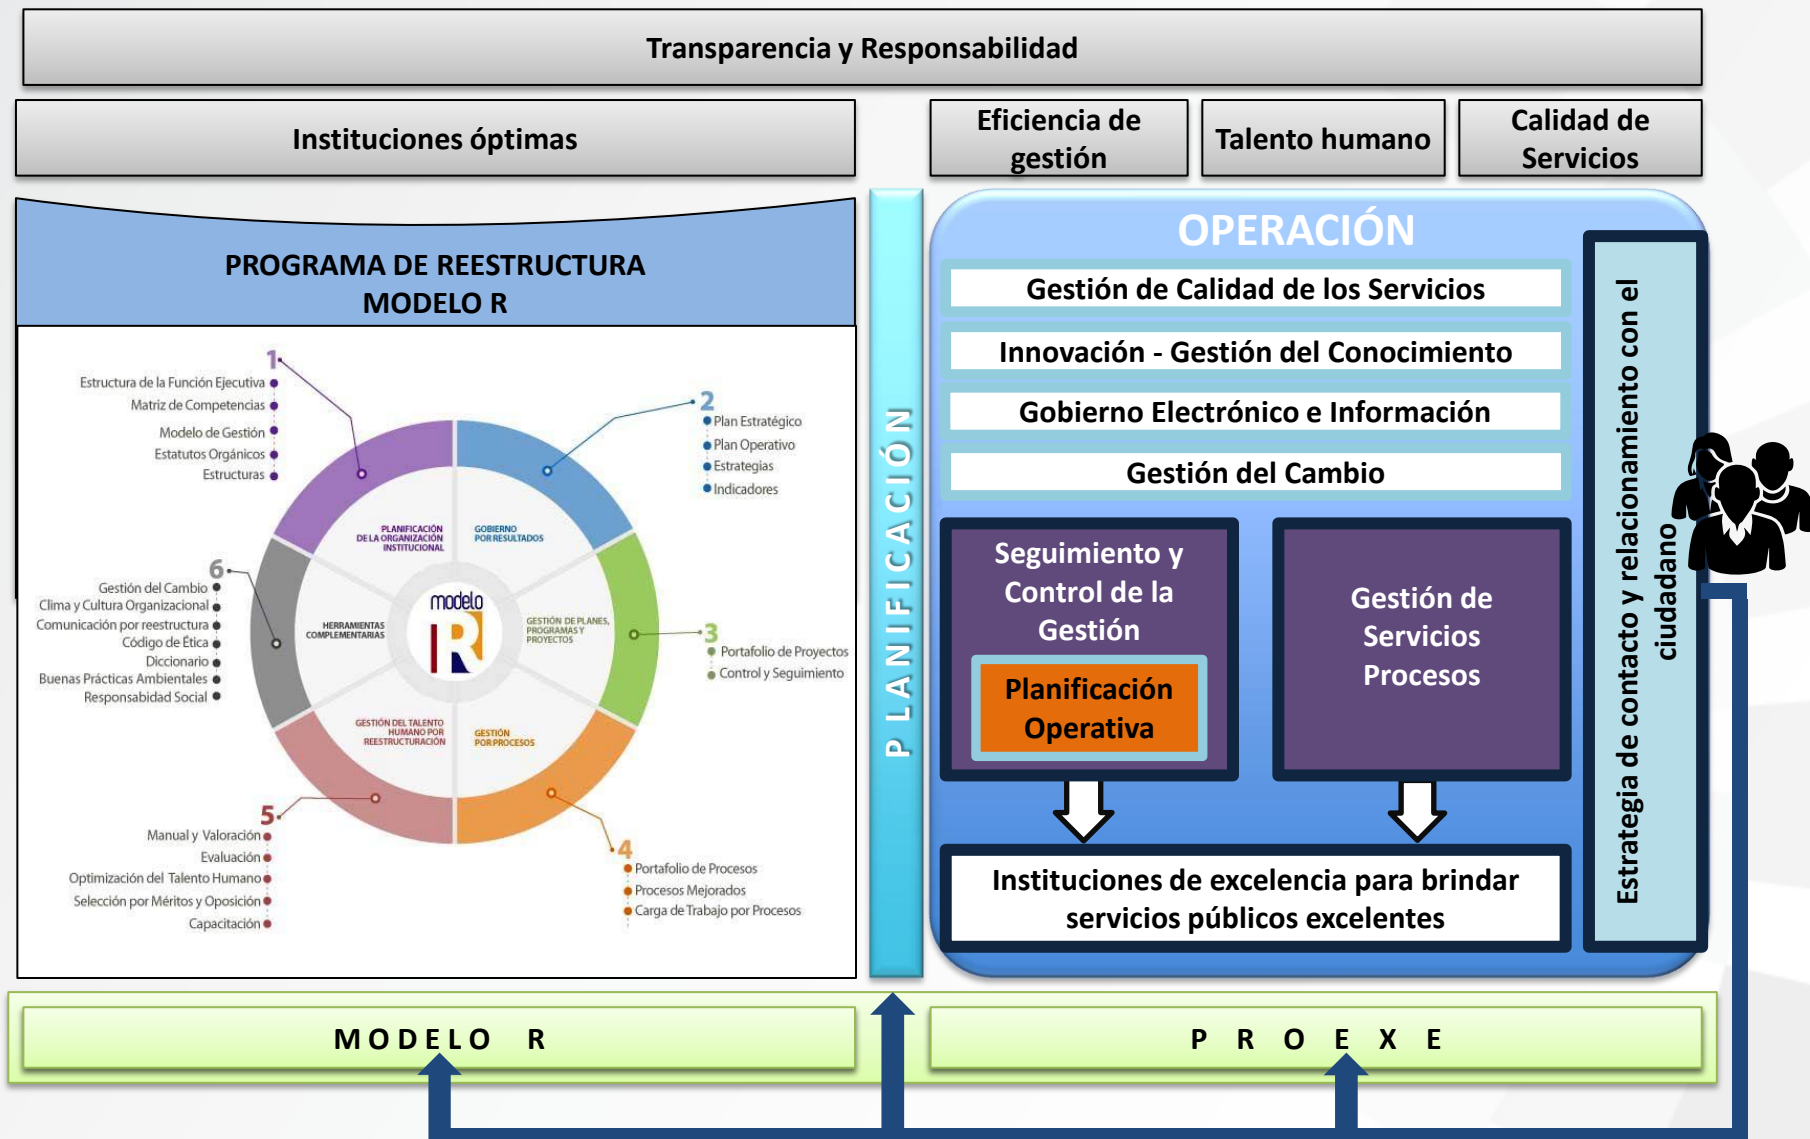 Transparencia y Responsabilidad
Instituciones óptimas
Eficiencia de
gestión
Talento humano
Calidad de
Servicios
PROGRAMA DE REESTRUCTURA
MODELO R
1
Estructura de la Función Ejecutiva
Matriz de Competencias
Modelo de Gestión
Estatutos Orgánicos
Estructuras
2
Plan Estratégico
Plan Operativo
Estrategias
Indicadores
PLANIFICACIÓN
DE LA ORGANIZACIÓN
INSTITUCIONAL
GOBIERNO
POR RESULTADOS
6
Gestión del Cambio
Clima y Cultura Organizacional
Comunicación por reestructura
Código de Ética
Diccionario
Buenas Prácticas Ambientales
Responsabidad Social
HERRAMIENTAS
COMPLEMENTARIAS
modelo
R
GESTIÓN DE PLANES,
PROGRAMAS Y
PROYECTOS
3
Portafolio de Proyectos
Control y Seguimiento
GESTIÓN DEL TALENTO
HUMANO POR
REESTRUCTURACIÓN
GESTIÓN
POR PROCESOS
5
Manual y Valoración
Evaluación
Optimización del Talento Humano
Selección por Méritos y Oposición
Capacitación
4
Portafolio de Procesos
Procesos Mejorados
Carga de Trabajo por Procesos
PLANIFICACIÓN
OPERACIÓN
Gestión de Calidad de los Servicios
Innovación - Gestión del Conocimiento
Gobierno Electrónico e Información
Gestión del Cambio
Seguimiento y
Control de la
Gestión
Planificación
Operativa
Gestión de
Servicios
Procesos
Instituciones de excelencia para brindar
servicios públicos excelentes
Estrategia de contacto y relacionamiento con el
ciudadano
MODELO R
PROEXE